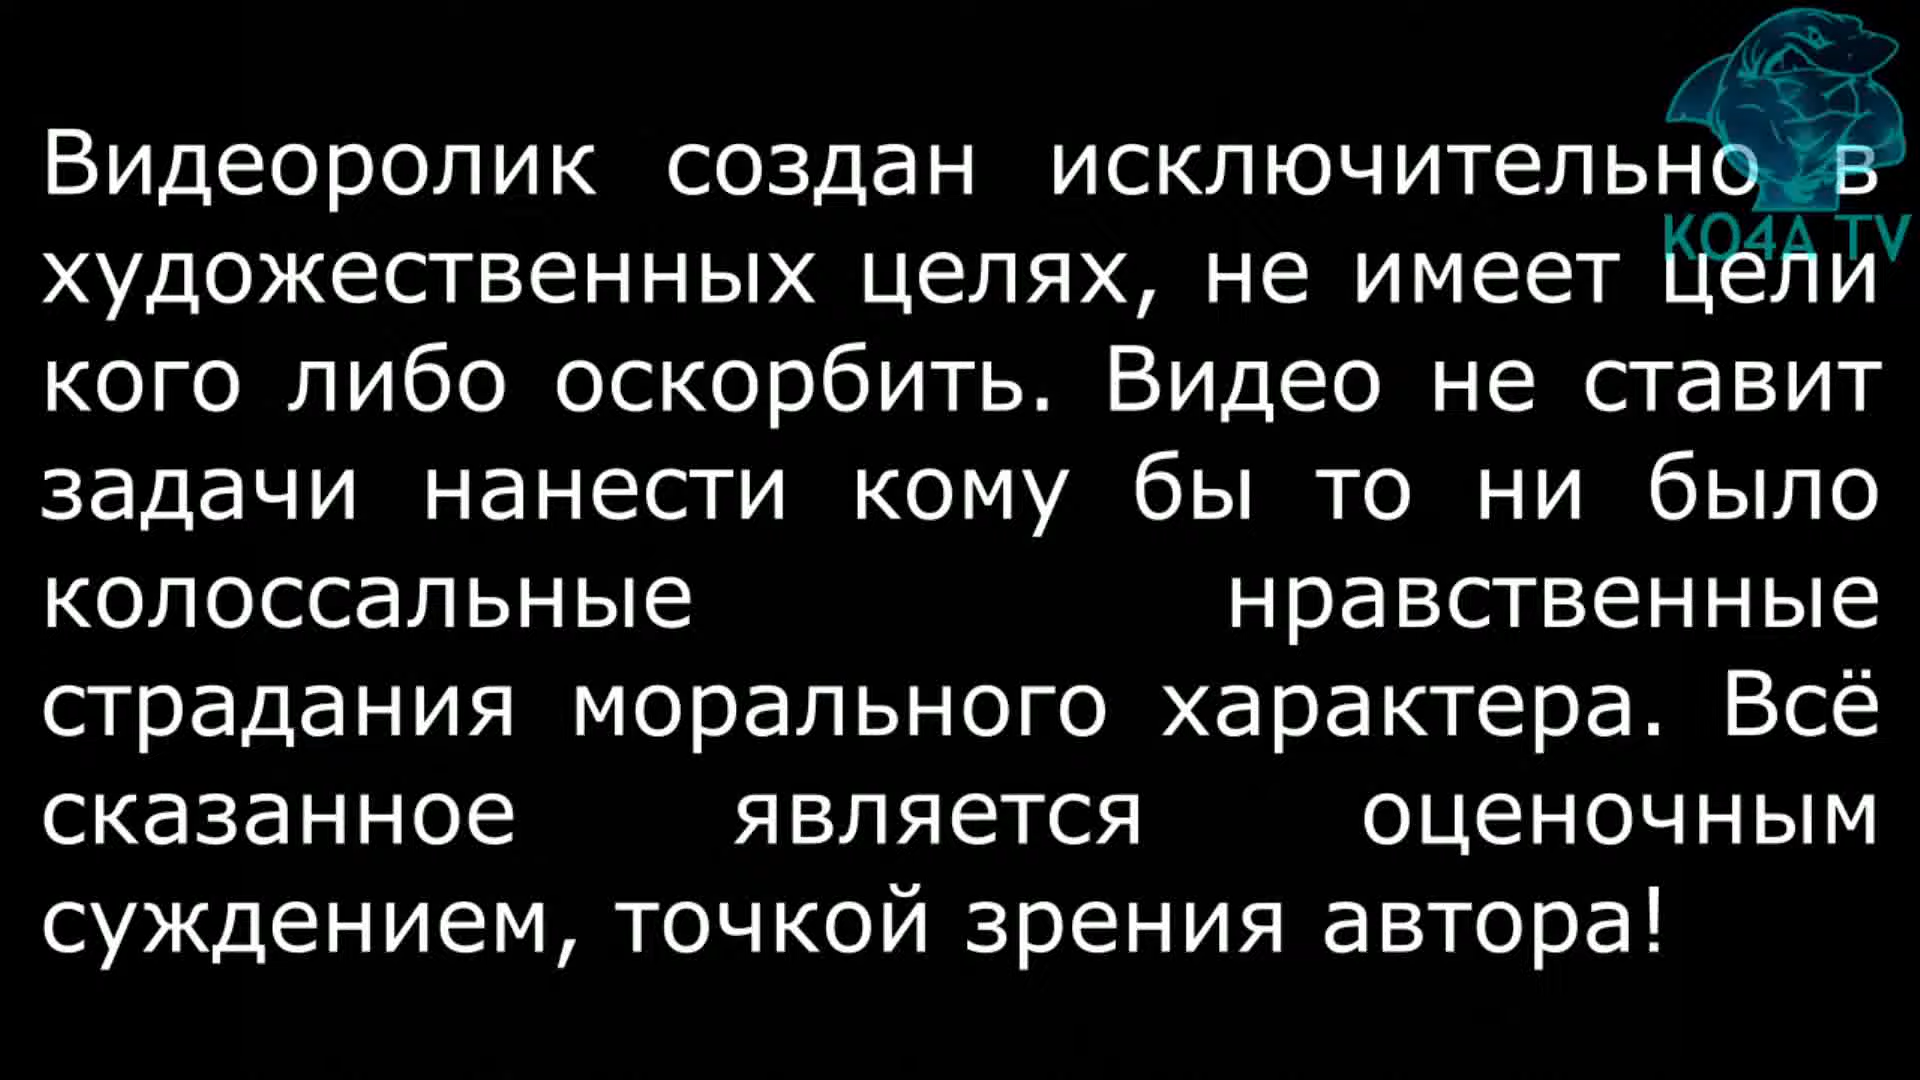 Видеоролик создан исключительно в
художественных целях, не имеет цели
кого либо оскорбить. Видео не ставит
задачи нанести кому бы то ни было
колоссальные нравственные
страдания морального характера. Всё
сказанное является оценочным
суждением, точкой зрения автора!
KO4A TV